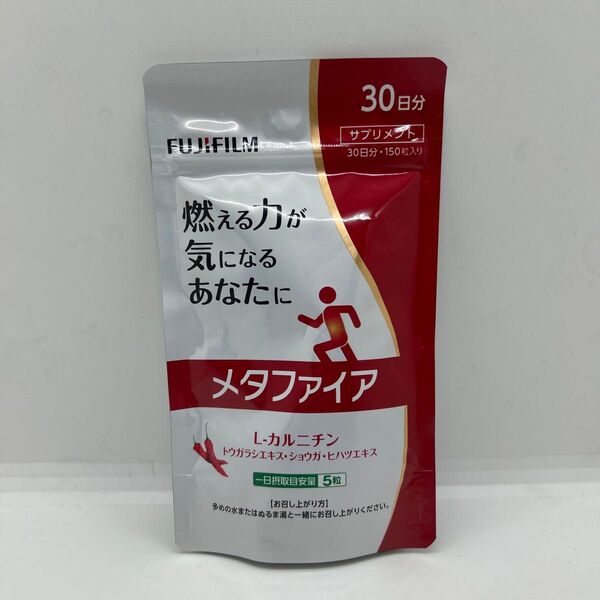 30日分
FUJIFILM
サプリメント
30日分・150粒入り
燃える力が
気になる
あなたに
メタファイア
L-カルニチン
トウガラシエキス・ショウガ・ヒハツエキス
一日摂取目安量 5粒
【お召し上がり方】
多めの水またはぬるま湯と一緒にお召し上がりください。